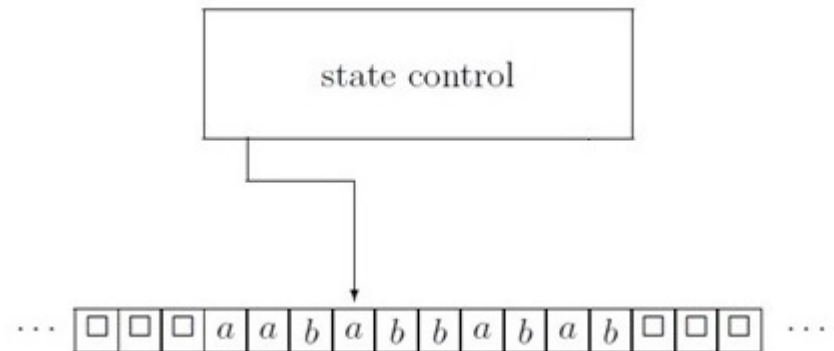 state control
··· □ □ □ a a b a b b a b a b □ □ □ ···